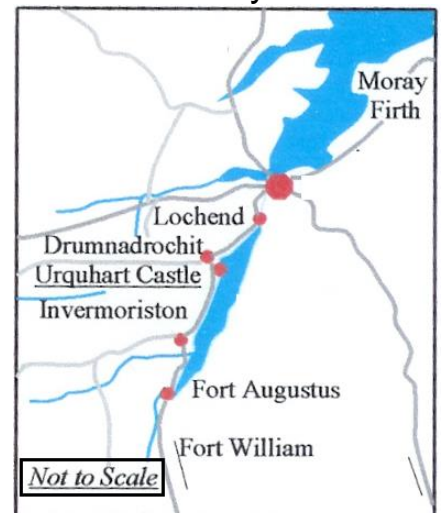 Moray
Firth
Lochend
Drumnadrochit
Urquhart Castle
Invermoriston
Fort Augustus
Fort William
Not to Scale